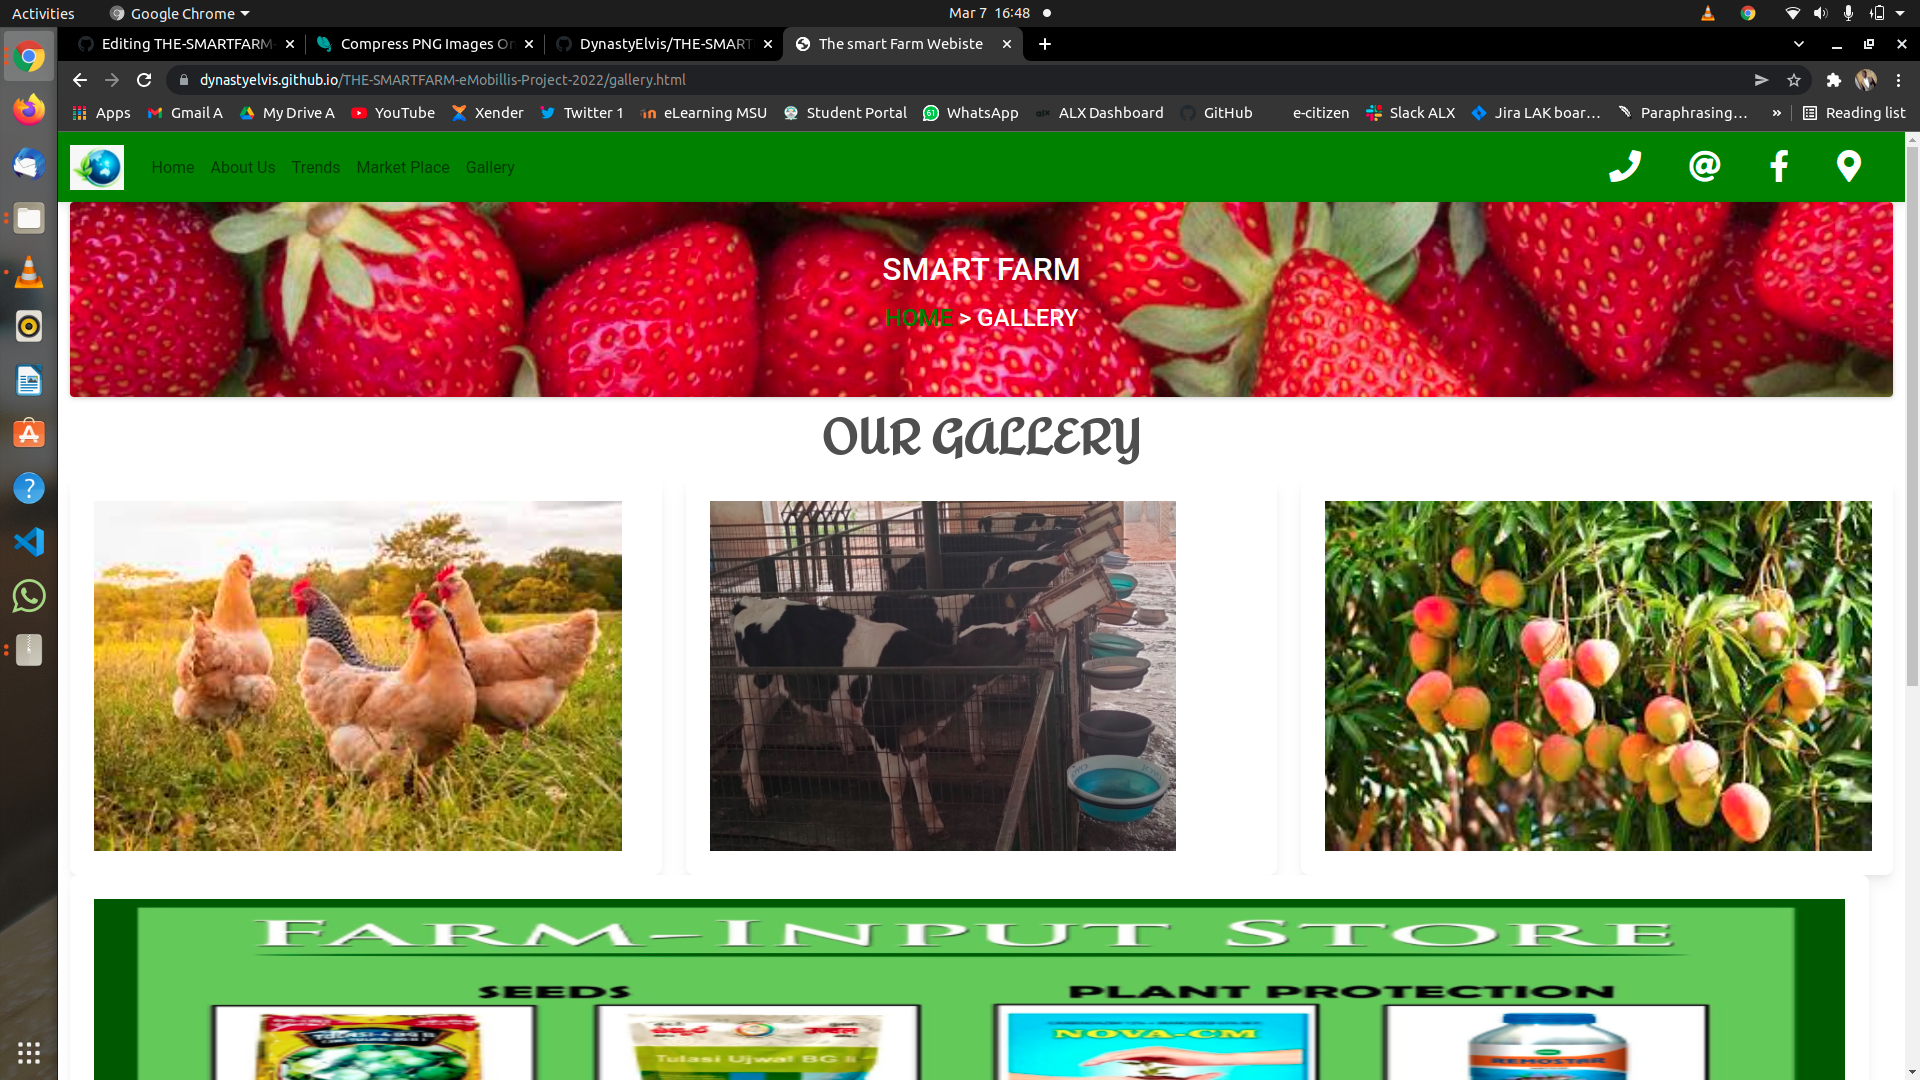 Activities
Google Chrome
Mar 7 16:48
Editing THE-SMARTFARM-
Compress PNG Images On
DynastyElvis/THE-SMART
The smart Farm Webiste
dynastyelvis.github.io/THE-SMARTFARM-eMobillis-Project-2022/gallery.html
Apps
Gmail A
My Drive A
YouTube
Xender
Twitter 1
eLearning MSU
Student Portal
WhatsApp
ALX Dashboard
GitHub
e-citizen
Slack ALX
Jira LAK boar…
Paraphrasing…
»
Reading list
Home
About Us
Trends
Market Place
Gallery
SMART FARM
HOME > GALLERY
OUR GALLERY
FARM-INPUT STORE
SEEDS
PLANT PROTECTION
Tulasi Ujwal BG II
NOVA-CM
REMOSTAR